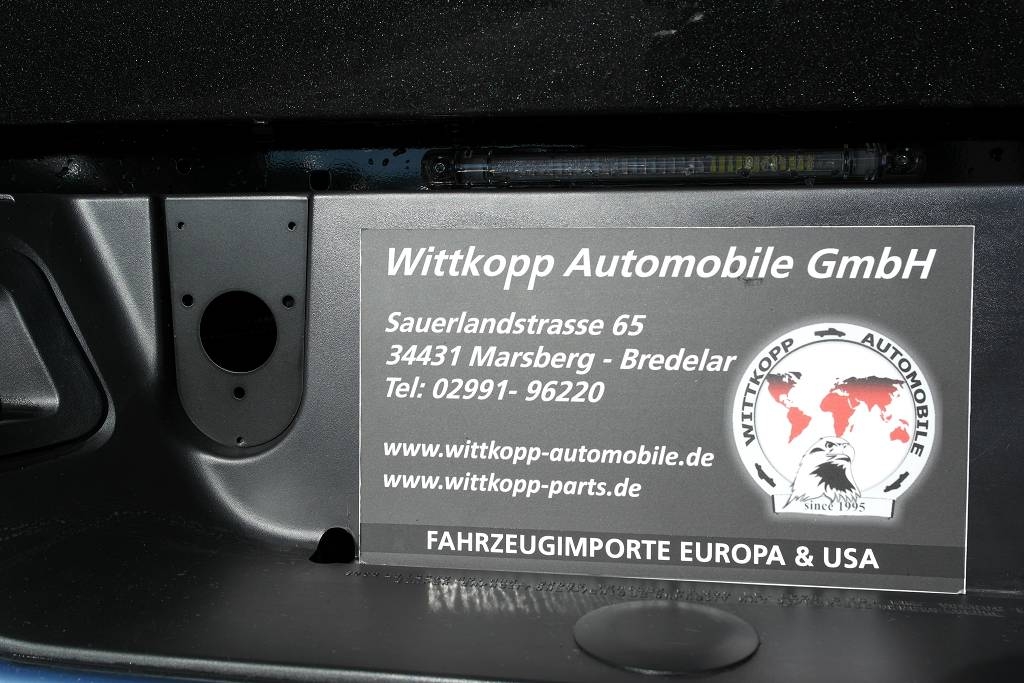 Wittkopp Automobile GmbH
Sauerlandstrasse 65
34431 Marsberg - Bredelar
Tel: 02991- 96220
www.wittkopp-automobile.de
www.wittkopp-parts.de
WITTKOPP AUTOMOBILE
since 1995
FAHRZEUGIMPORTE EUROPA & USA